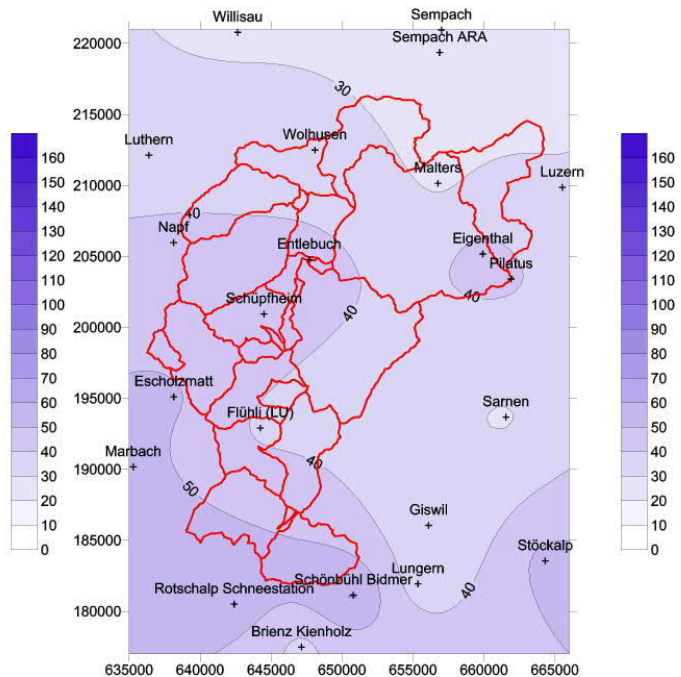 Willisau
Sempach
Sempach ARA
220000
30
215000
Wolhusen
Luthern
Malters
Luzern
210000
40
Napf
Entlebuch
Eigenthal
205000
Pilatus
40
Schüpfheim
40
200000
Escholzmatt
195000
Sarnen
Flühli (LU)
Marbach
40
190000
50
Giswil
185000
Stöckalp
Lungern
Schönbühl Bidmer
Rotschalp Schneestation
40
180000
Brienz Kienholz
635000 640000 645000 650000 655000 660000 665000
160
150
140
130
120
110
100
90
80
70
60
50
40
30
20
10
0
160
150
140
130
120
110
100
90
80
70
60
50
40
30
20
10
0